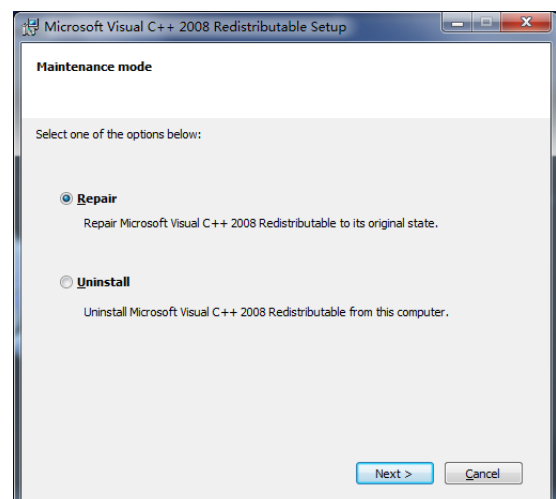 Microsoft Visual C++ 2008 Redistributable Setup
Maintenance mode
Select one of the options below:
Repair
Repair Microsoft Visual C++ 2008 Redistributable to its original state.
Uninstall
Uninstall Microsoft Visual C++ 2008 Redistributable from this computer.
Next > Cancel